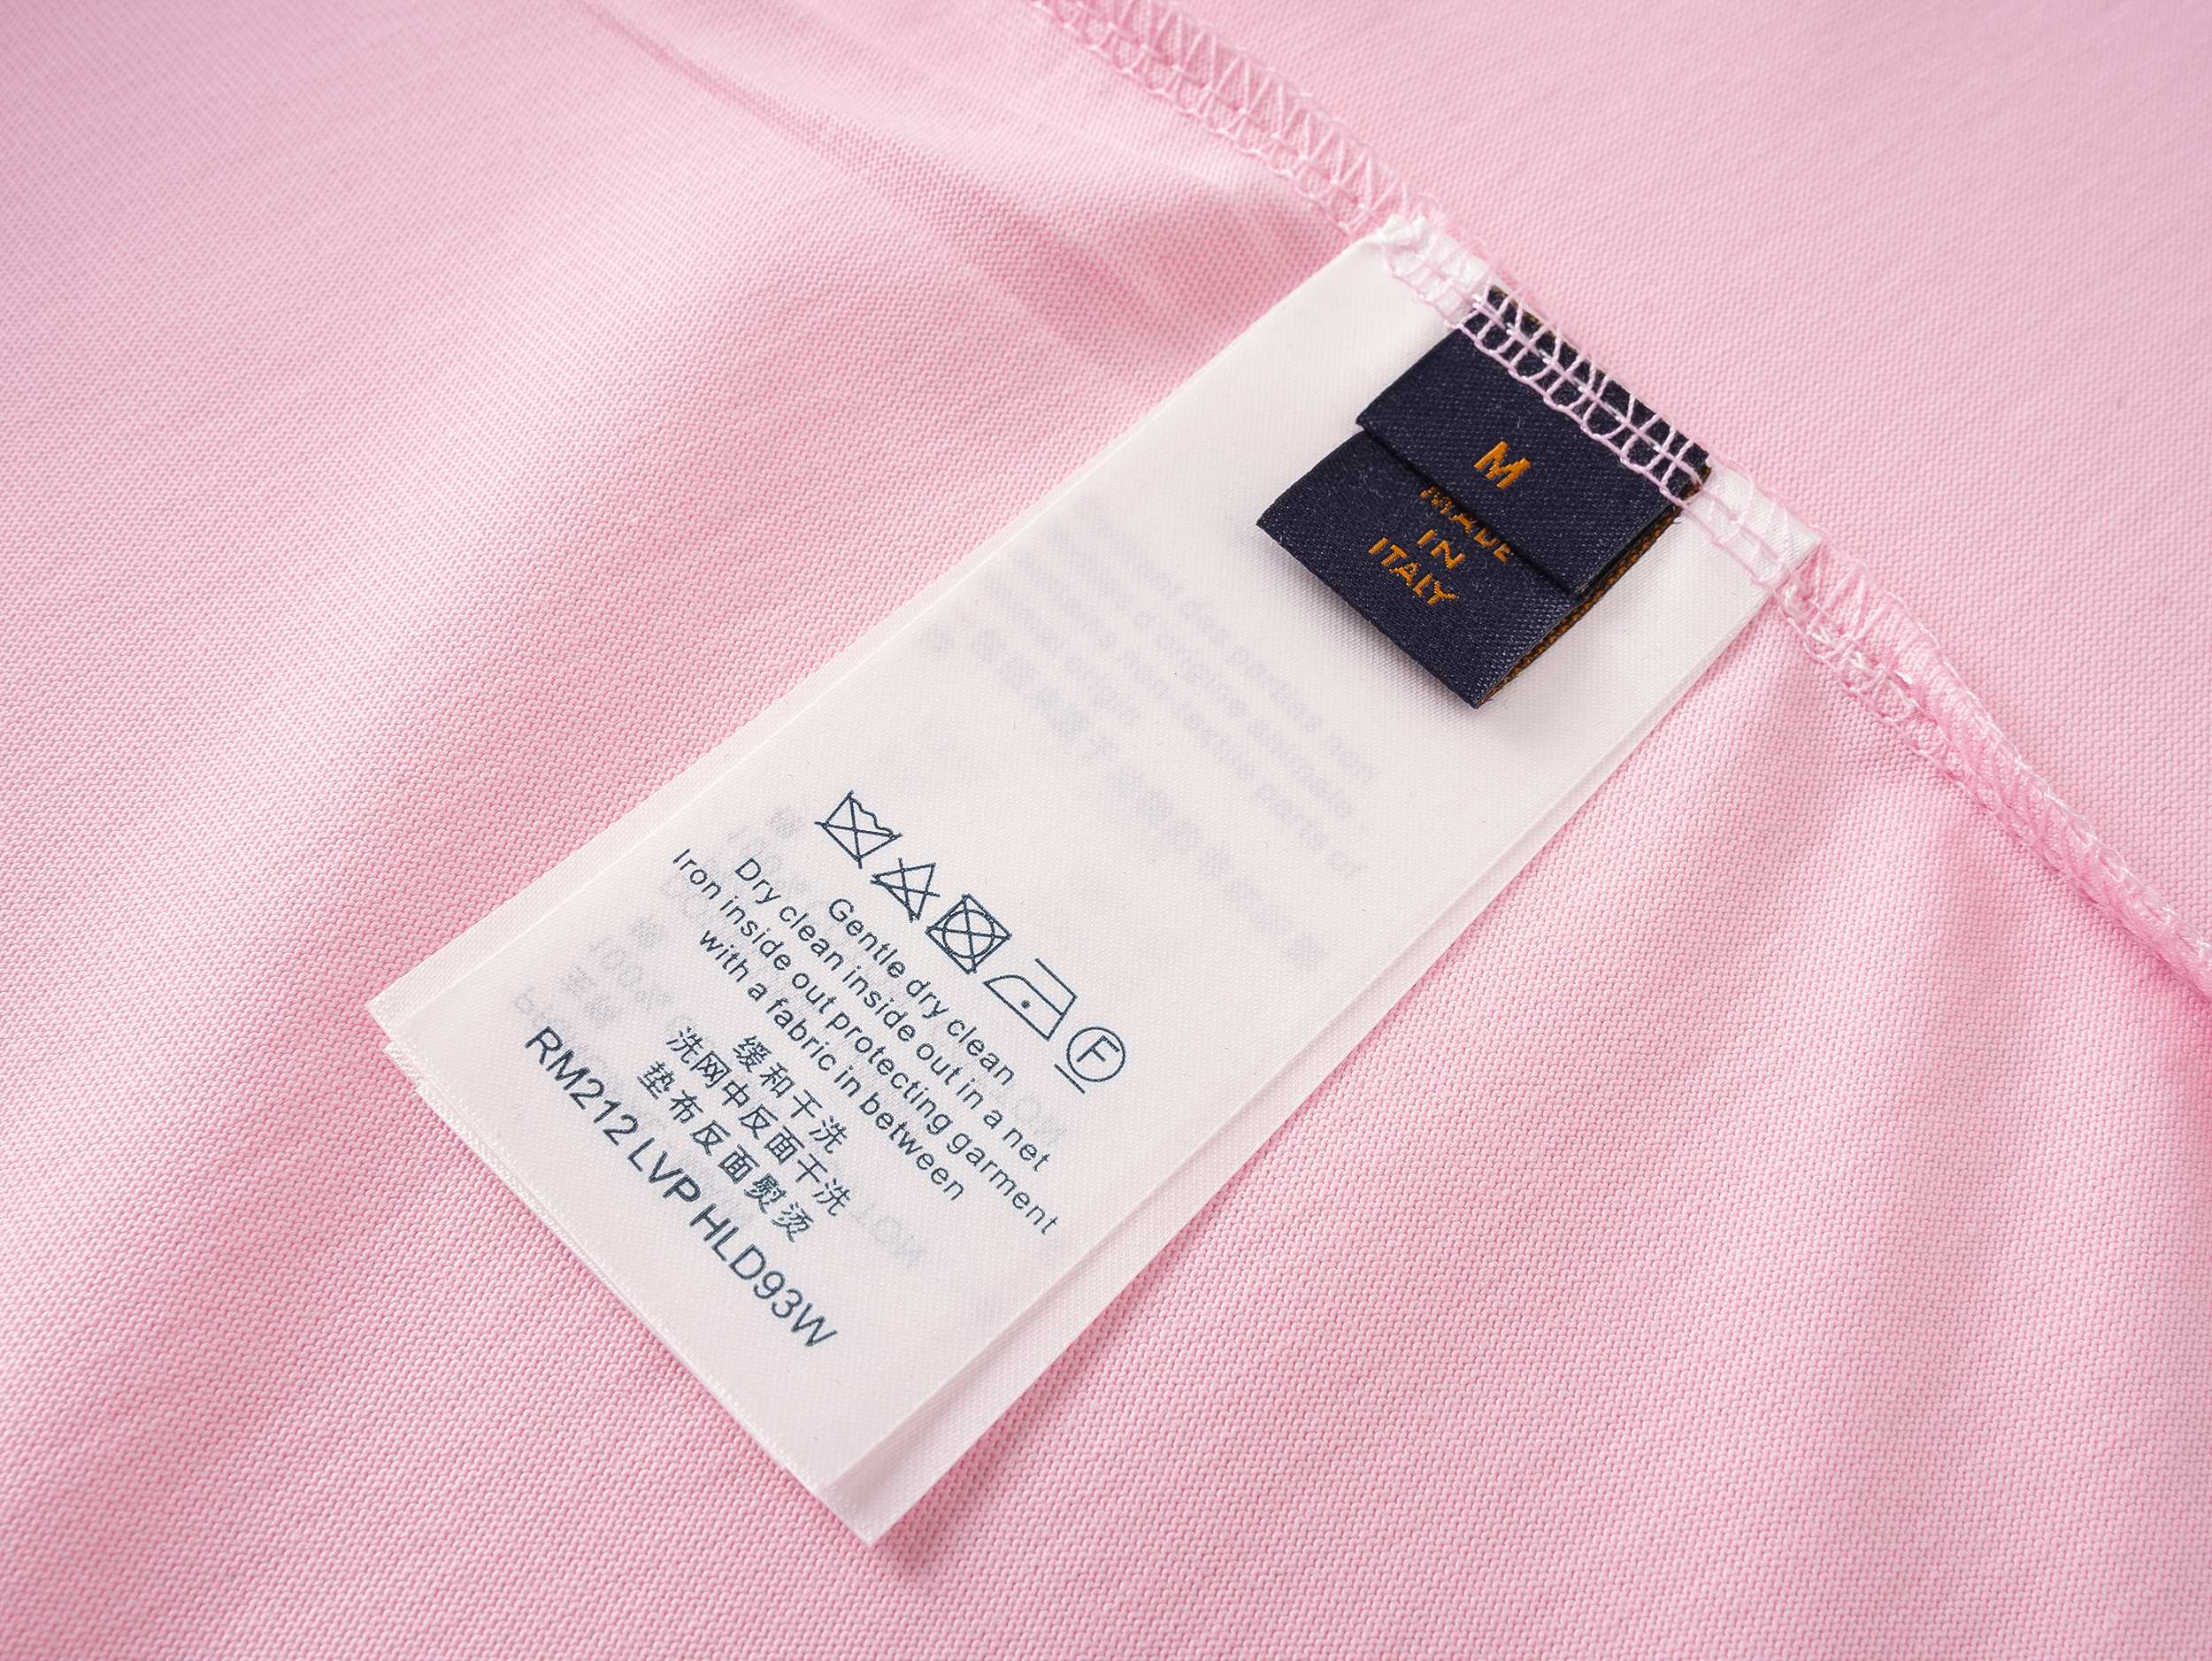 M
MADE
IN
ITALY
F
Gentle dry clean
Dry clean inside out in a net
Iron inside out protecting garment
with a fabric in between
缓和干洗
洗网中反面干洗
垫布反面熨烫
RM212 LVP HLD93W